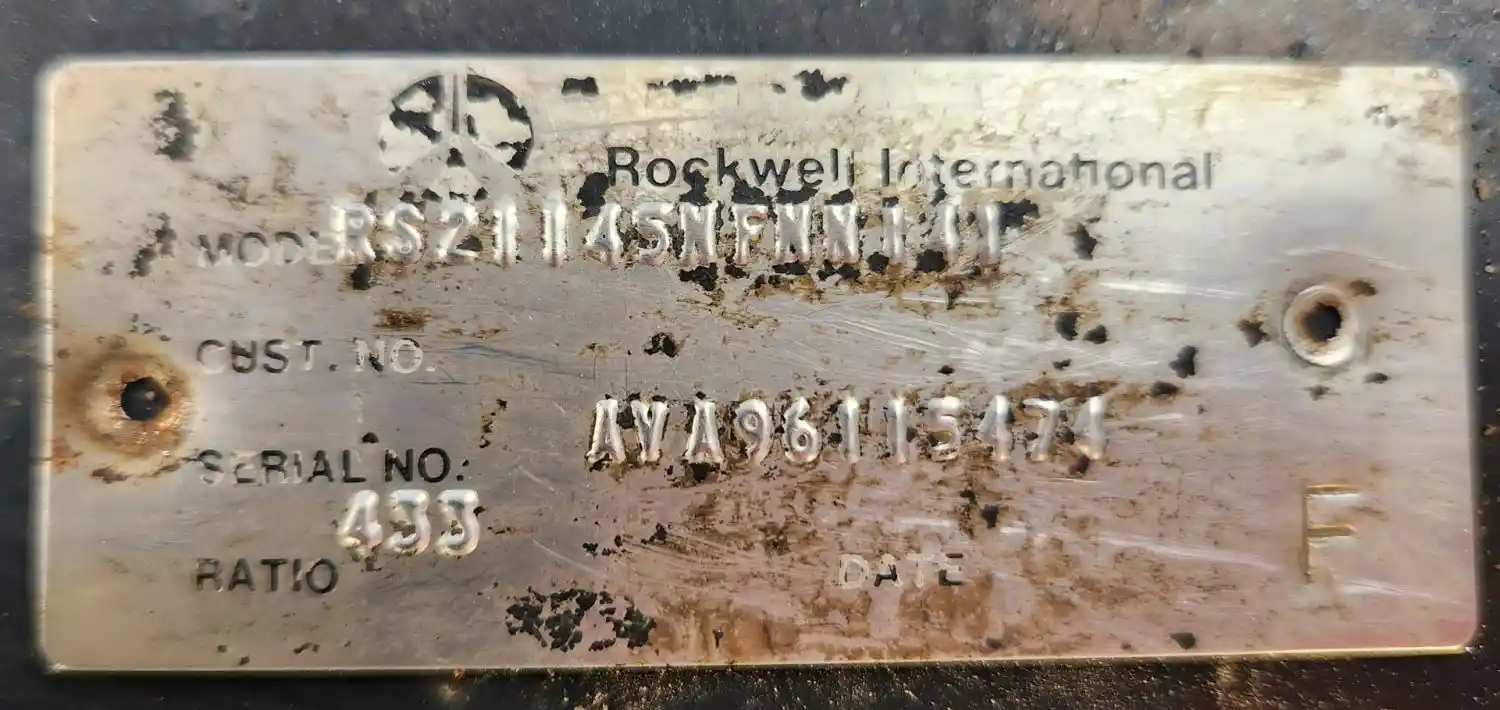 Rockwell International
MODEL RS21145NFNN141
CUST. NO.
AVA96115474
SERIAL NO.:
433
RATIO
DATE
F